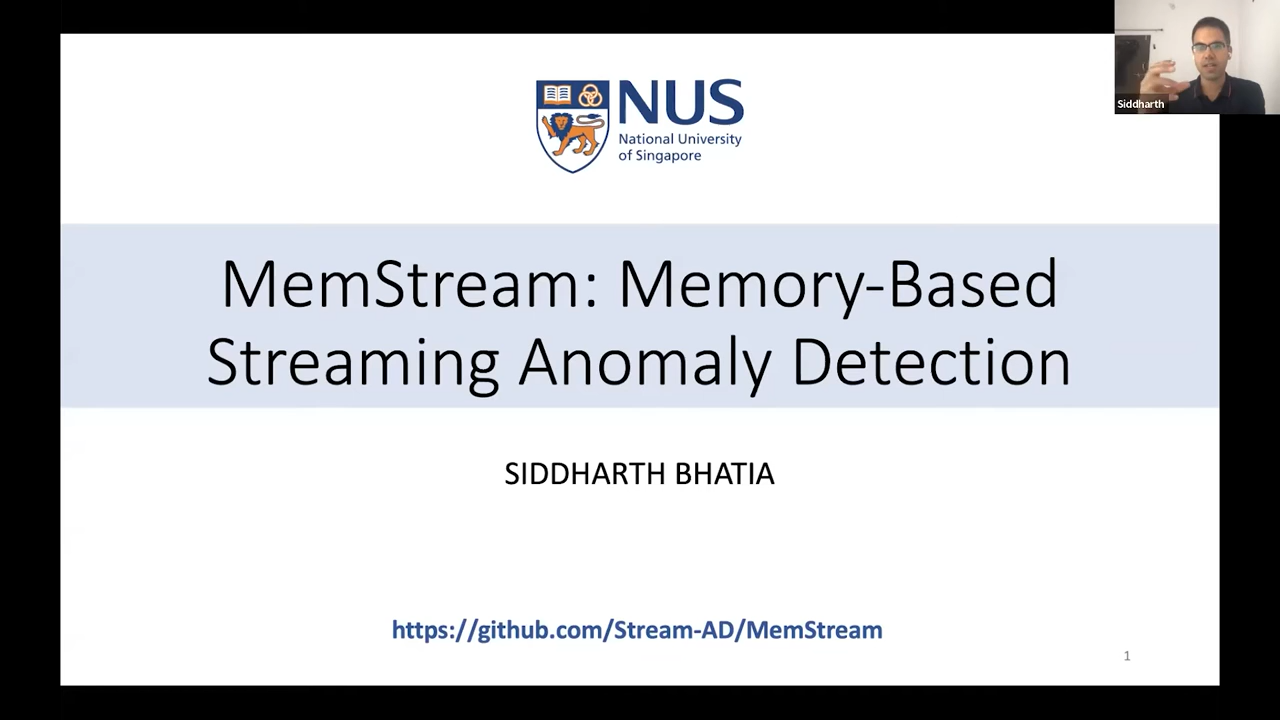 NUS
National University
of Singapore
Siddharth
MemStream: Memory-Based
Streaming Anomaly Detection
SIDDHARTH BHATIA
https://github.com/Stream-AD/MemStream
1